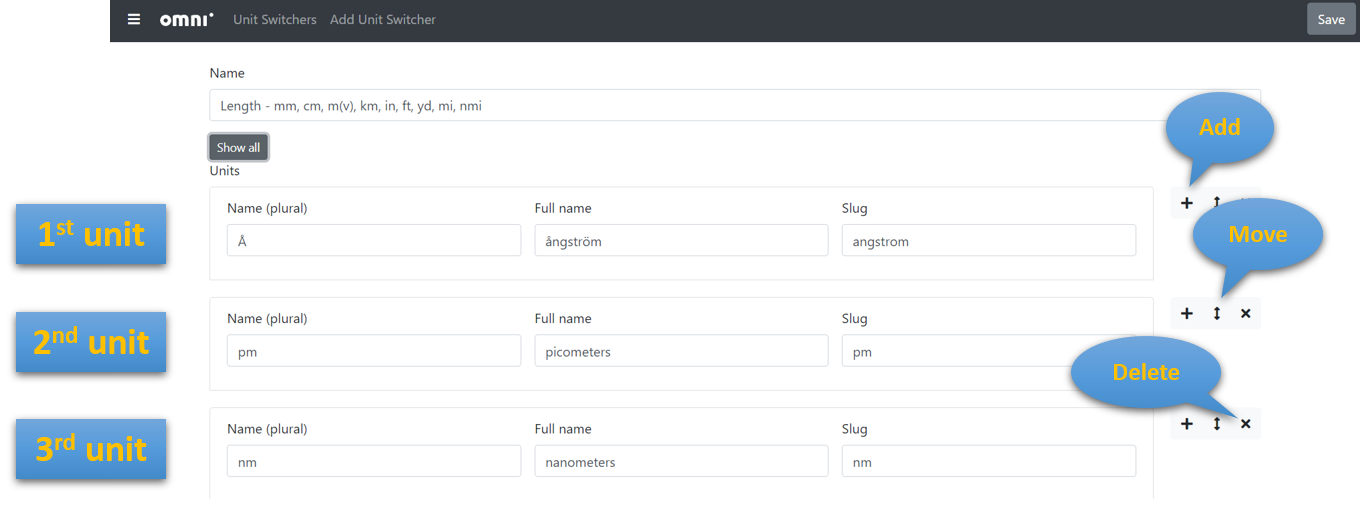 omni Unit Switchers Add Unit Switcher Save
Name
Length - mm, cm, m(v), km, in, ft, yd, mi, nmi
Add
Show all
Units
1st unit
Name (plural) Full name Slug
Å ångström angstrom
Move
2nd unit
Name (plural) Full name Slug
pm picometers pm
Delete
3rd unit
Name (plural) Full name Slug
nm nanometers nm